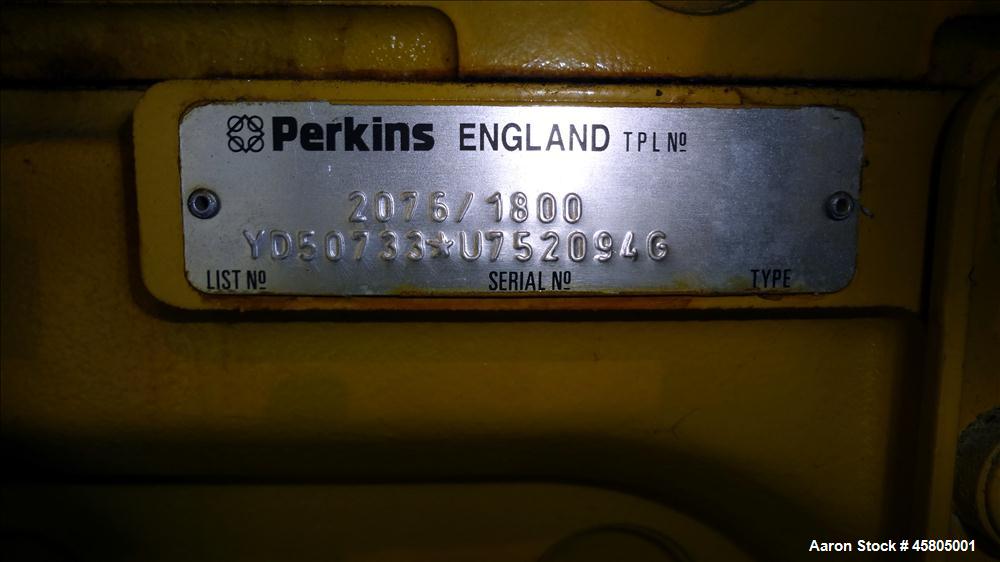 Perkins ENGLAND TPL Nº
2076/1800
YD50733*U752094G
LIST Nº SERIAL Nº TYPE
Aaron Stock # 45805001